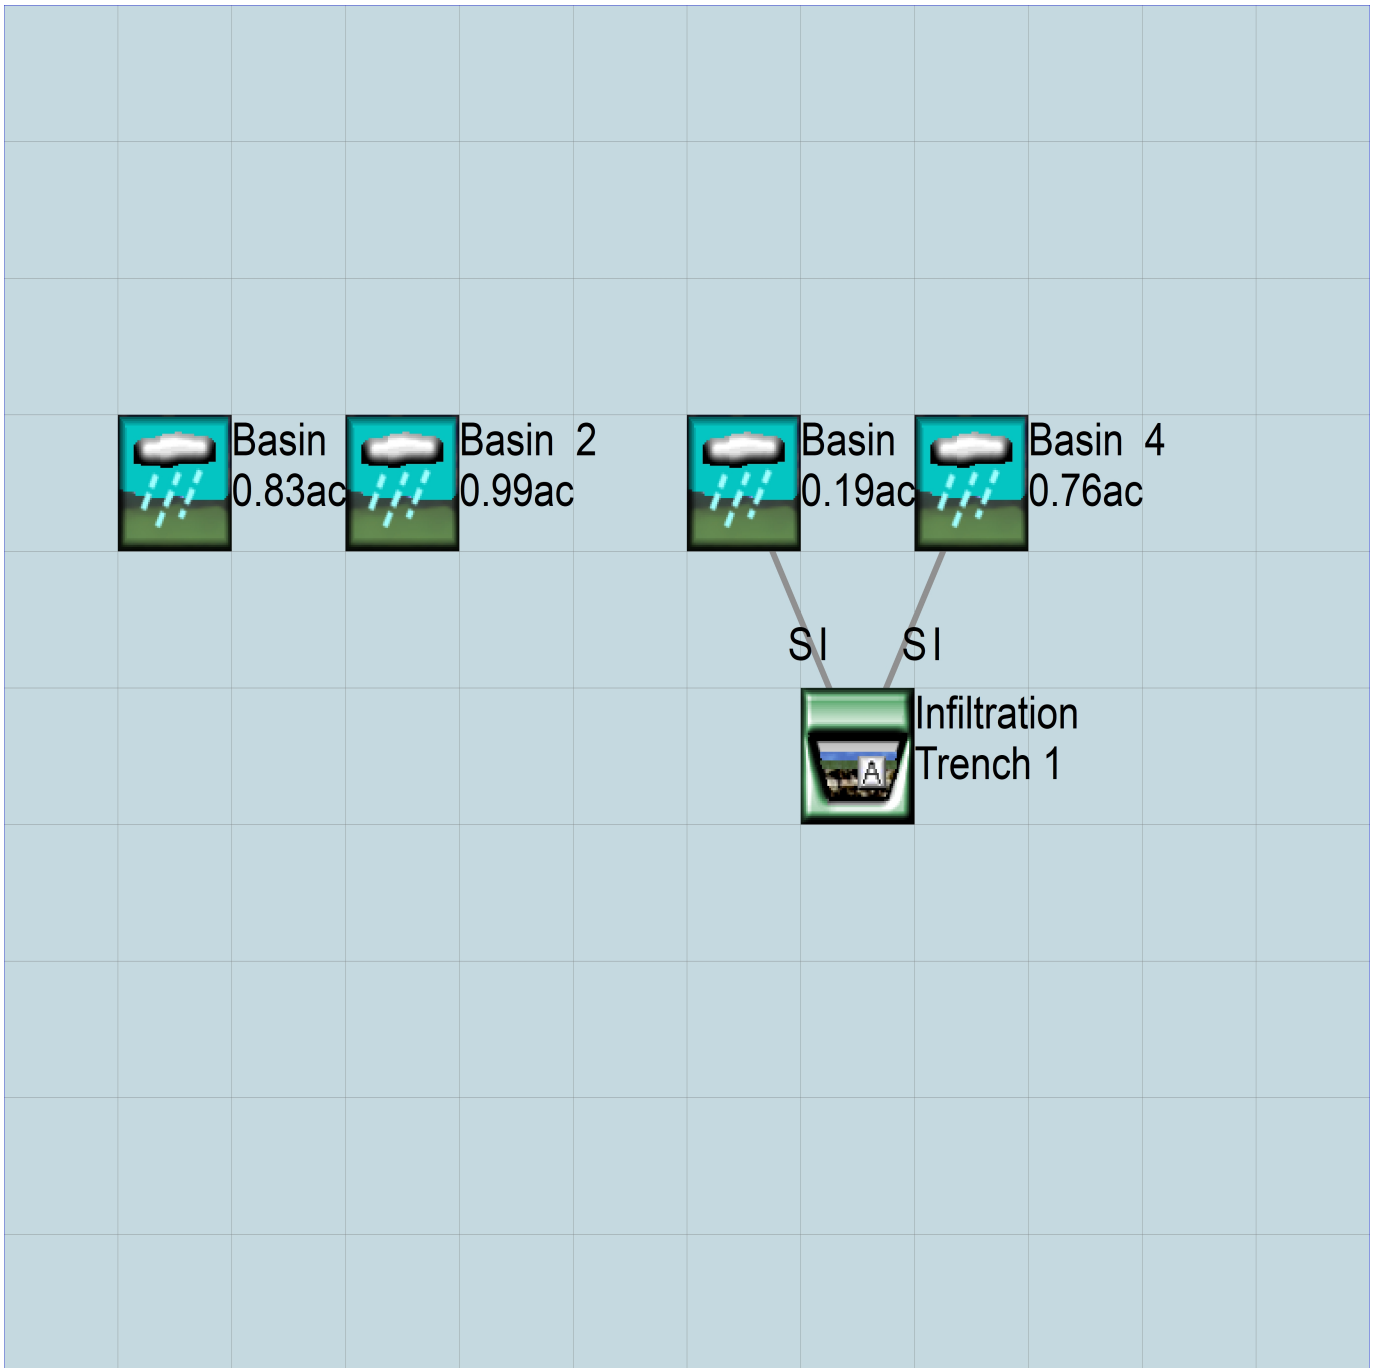 Basin
0.83ac
Basin 2
0.99ac
Basin
0.19ac
Basin 4
0.76ac
SI
SI
Infiltration
Trench 1
A